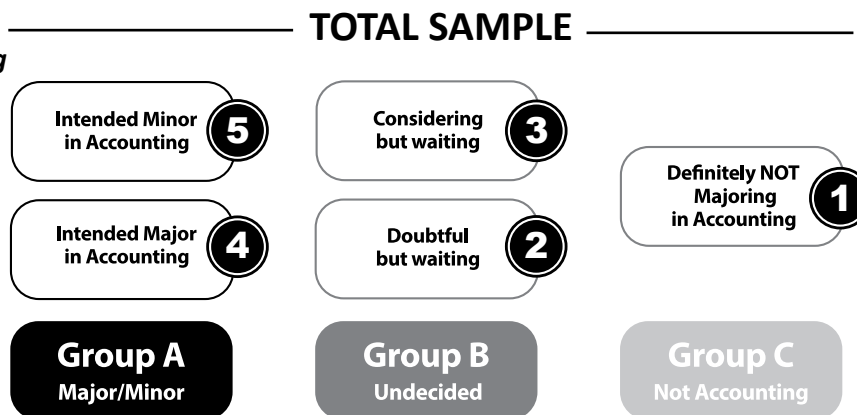 TOTAL SAMPLE
Intended Minor
in Accounting
5
Considering
but waiting
3
Definitely NOT
Majoring
in Accounting
1
Intended Major
in Accounting
4
Doubtful
but waiting
2
Group A
Major/Minor
Group B
Undecided
Group C
Not Accounting